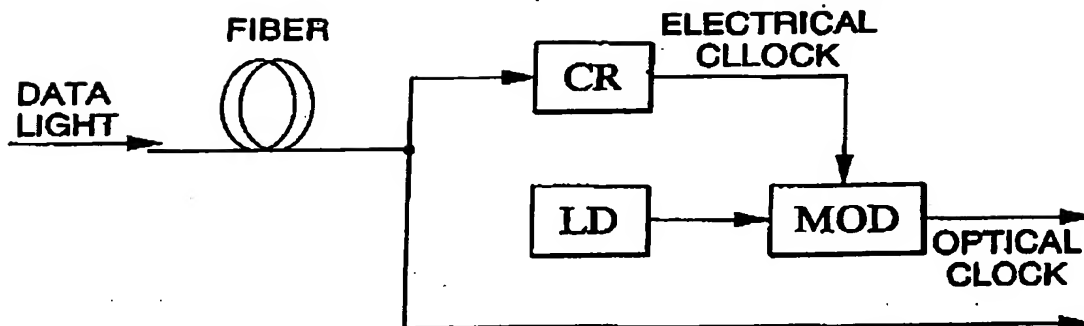 FIBER
ELECTRICAL
CLLOCK
DATA
LIGHT
CR
LD
MOD
OPTICAL
CLOCK